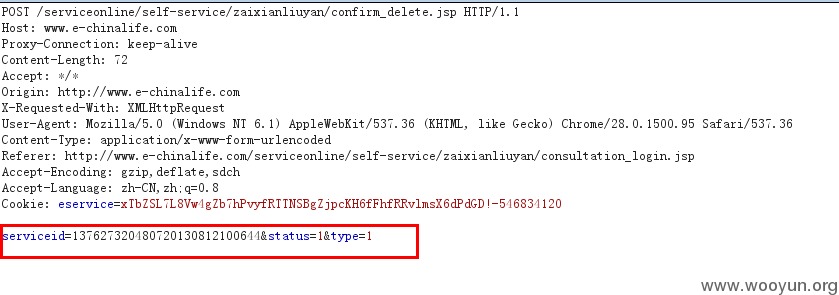 POST /serviceonline/self-service/zaixianliuyan/confirm_delete.jsp HTTP/1.1
Host: www.e-chinalife.com
Proxy-Connection: keep-alive
Content-Length: 72
Accept: */*
Origin: http://www.e-chinalife.com
X-Requested-With: XMLHttpRequest
User-Agent: Mozilla/5.0 (Windows NT 6.1) AppleWebKit/537.36 (KHTML, like Gecko) Chrome/28.0.1500.95 Safari/537.36
Content-Type: application/x-www-form-urlencoded
Referer: http://www.e-chinalife.com/serviceonline/self-service/zaixianliuyan/consultation_login.jsp
Accept-Encoding: gzip,deflate,sdch
Accept-Language: zh-CN,zh;q=0.8
Cookie: eservice=xTbZSL7L8Vw4gZb7hPvyfRTTNSBgZjpcKH6fFhfRRvlmsX6dPdGD!-546834120
serviceid=1376273204807201308121006​44&status=1&type=1
www.wooyun.org